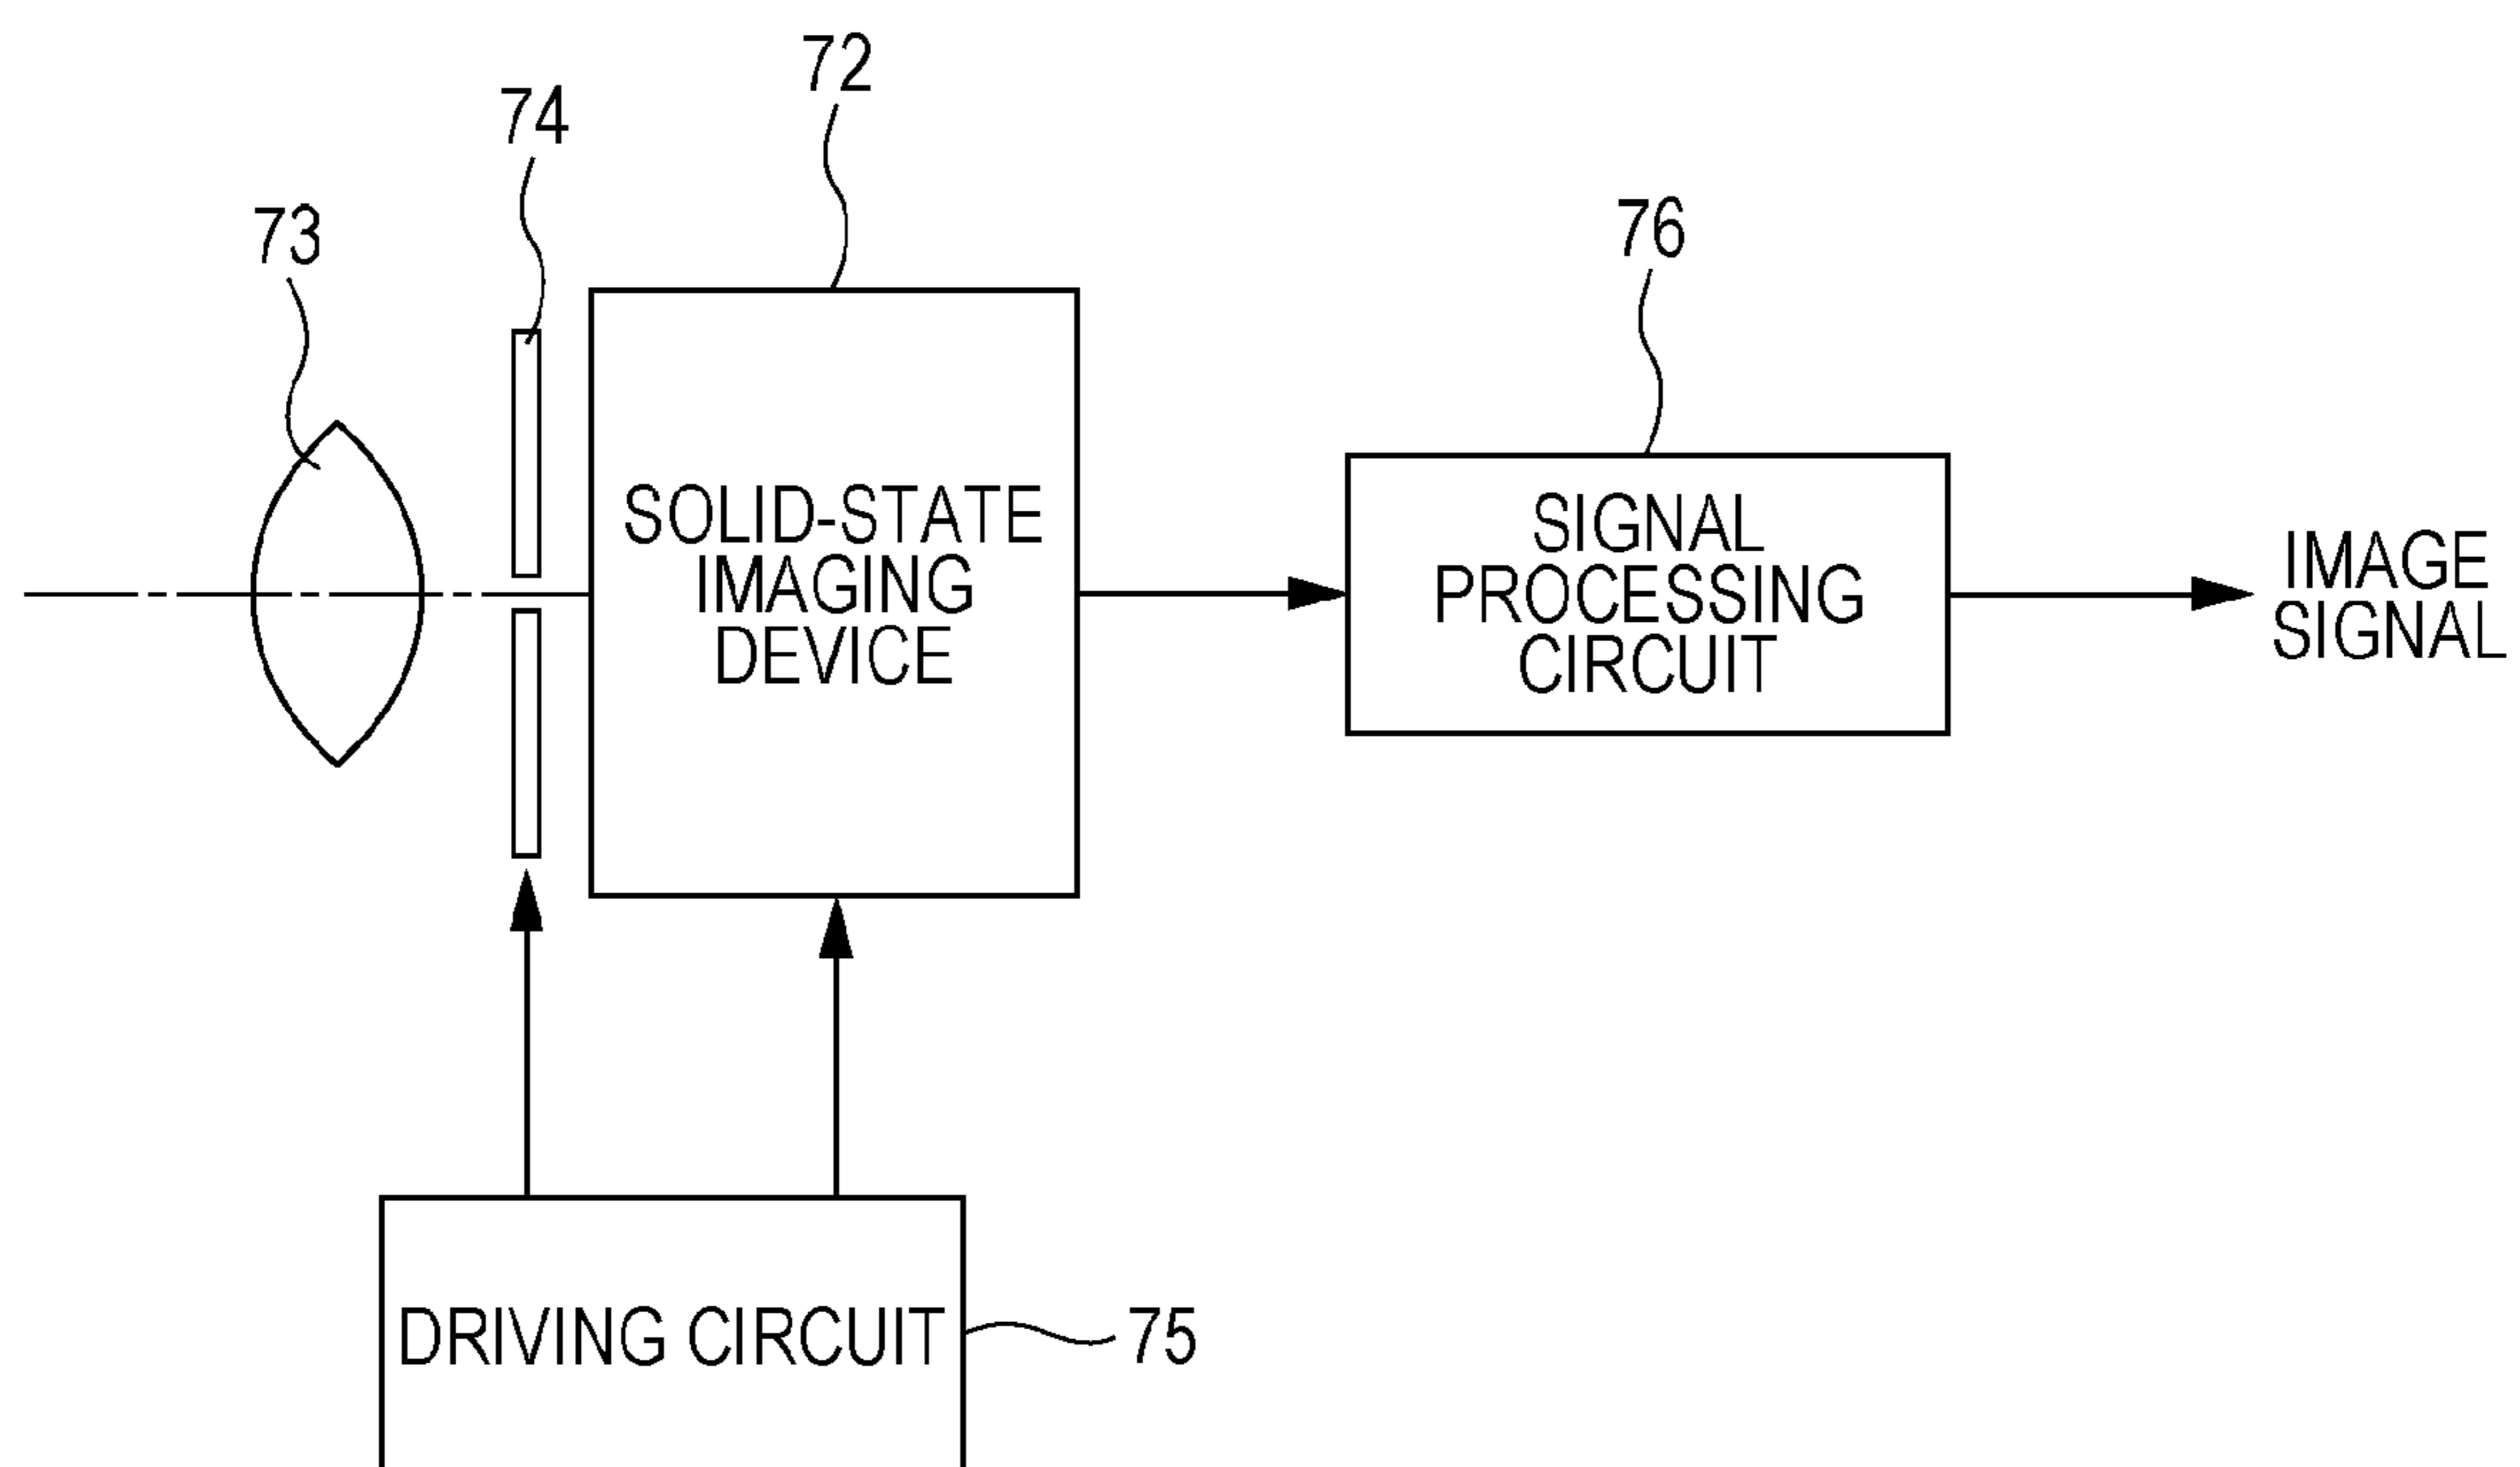 72
74
73
76
SOLID-STATE
IMAGING
DEVICE
SIGNAL
PROCESSING
CIRCUIT
IMAGE
SIGNAL
DRIVING CIRCUIT
75